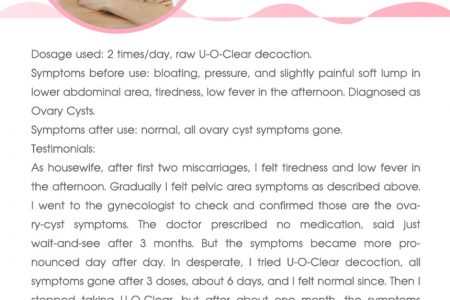 Dosage used: 2 times/day, raw U-O-Clear decoction.
Symptoms before use: bloating, pressure, and slightly painful soft lump in
lower abdominal area, tiredness, low fever in the afternoon. Diagnosed as
Ovary Cysts.
Symptoms after use: normal, all ovary cyst symptoms gone.
Testimonials:
As housewife, after first two miscarriages, I felt tiredness and low fever in
the afternoon. Gradually I felt pelvic area symptoms as described above.
I went to the gynecologist to check and confirmed those are the ova-
ry-cyst symptoms. The doctor prescribed no medication, said just
wait-and-see after 3 months. But the symptoms became more pro-
nounced day after day. In desperate, I tried U-O-Clear decoction, all
symptoms gone after 3 doses, about 6 days, and I felt normal since. Then I
stopped taking U-O-Clear, but after about one month, the symptoms